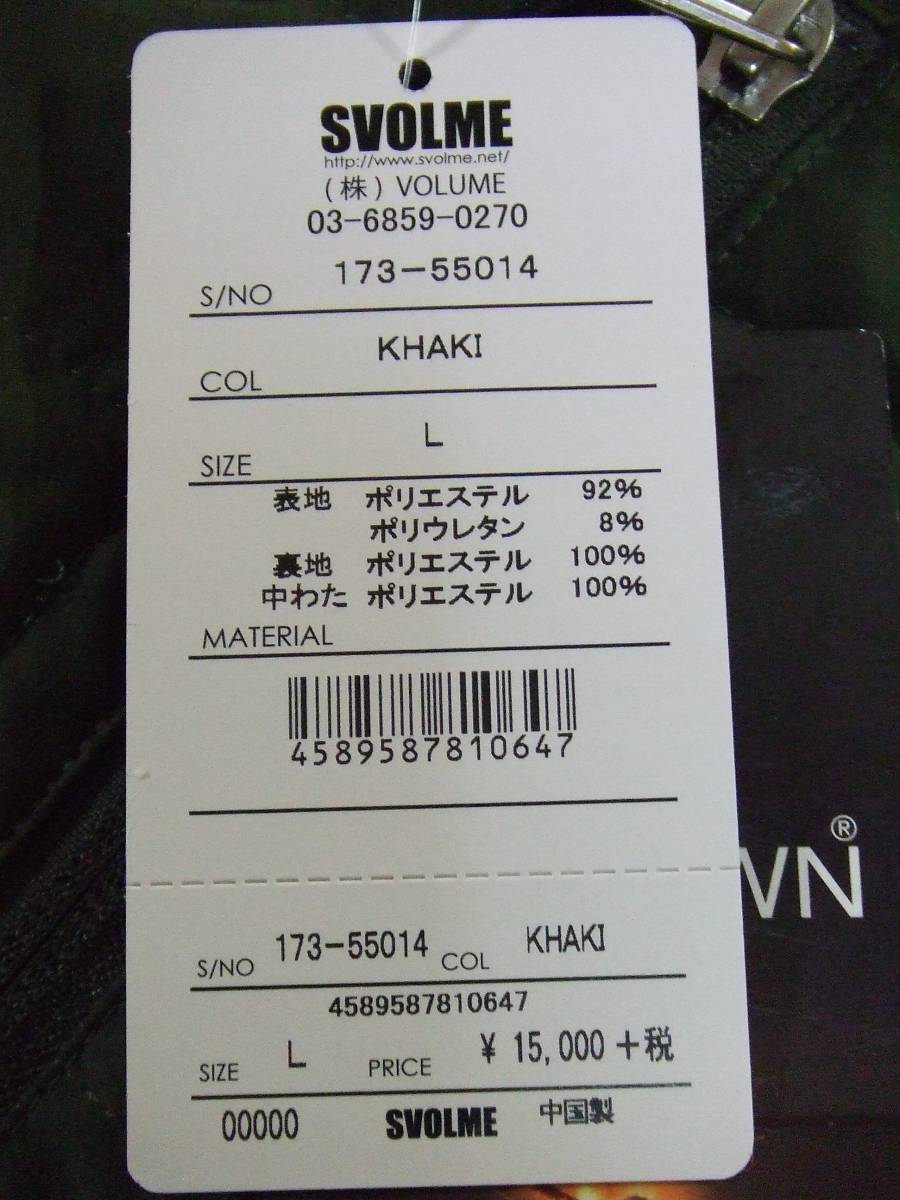 SVOLME
http://www.svolme.net/
(株) VOLUME
03-6859-0270
S/NO 173-55014
COL KHAKI
SIZE L
表地 ポリエステル 92%
ポリウレタン 8%
裏地 ポリエステル 100%
中わた ポリエステル 100%
MATERIAL
4589587810647
WN®
S/NO 173-55014 COL KHAKI
4589587810647
SIZE L PRICE ¥ 15,000 +税
00000 SVOLME 中国製